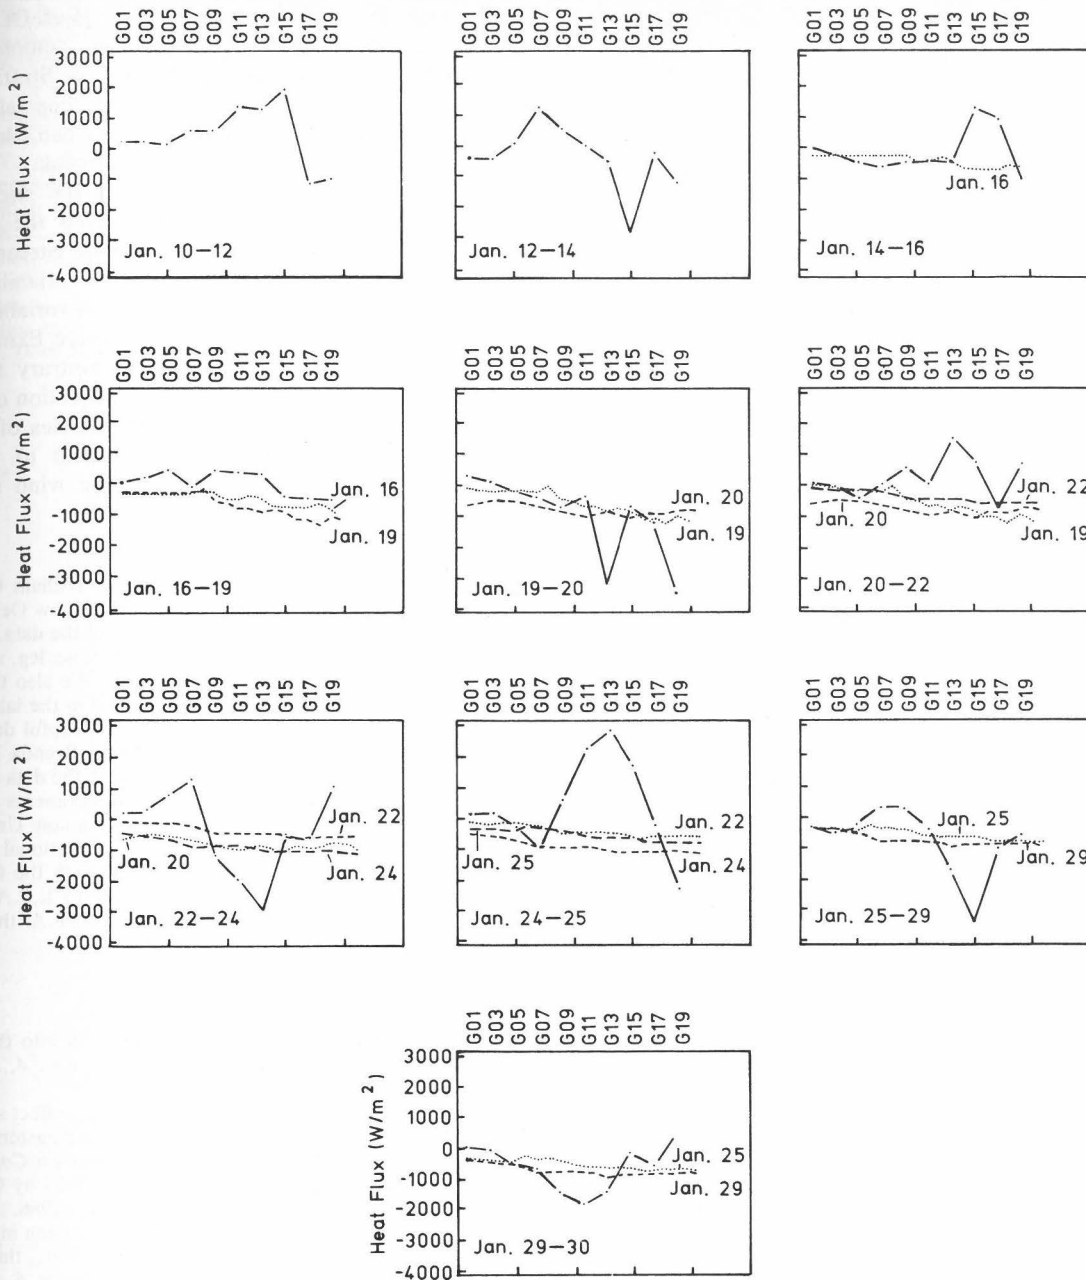 G01 G03 G05 G07 G09 G11 G13 G15 G17 G19
G01 G03 G05 G07 G09 G11 G13 G15 G17 G19
G01 G03 G05 G07 G09 G11 G13 G15 G17 G19
Heat Flux (W/m²)
3000
2000
1000
0
-1000
-2000
-3000
-4000
Jan. 10–12
Jan. 12–14
Jan. 16
Jan. 14–16
G01 G03 G05 G07 G09 G11 G13 G15 G17 G19
G01 G03 G05 G07 G09 G11 G13 G15 G17 G19
G01 G03 G05 G07 G09 G11 G13 G15 G17 G19
Heat Flux (W/m²)
3000
2000
1000
0
-1000
-2000
-3000
-4000
Jan. 16
Jan. 19
Jan. 16–19
Jan. 20
Jan. 19
Jan. 19–20
Jan. 22
Jan. 20
Jan. 19
Jan. 20–22
G01 G03 G05 G07 G09 G11 G13 G15 G17 G19
G01 G03 G05 G07 G09 G11 G13 G15 G17 G19
G01 G03 G05 G07 G09 G11 G13 G15 G17 G19
Heat Flux (W/m²)
3000
2000
1000
0
-1000
-2000
-3000
-4000
Jan. 22
Jan. 20
Jan. 24
Jan. 22–24
Jan. 22
Jan. 25
Jan. 24
Jan. 24–25
Jan. 25
Jan. 29
Jan. 25–29
G01 G03 G05 G07 G09 G11 G13 G15 G17 G19
Heat Flux (W/m²)
3000
2000
1000
0
-1000
-2000
-3000
-4000
Jan. 25
Jan. 29
Jan. 29–30